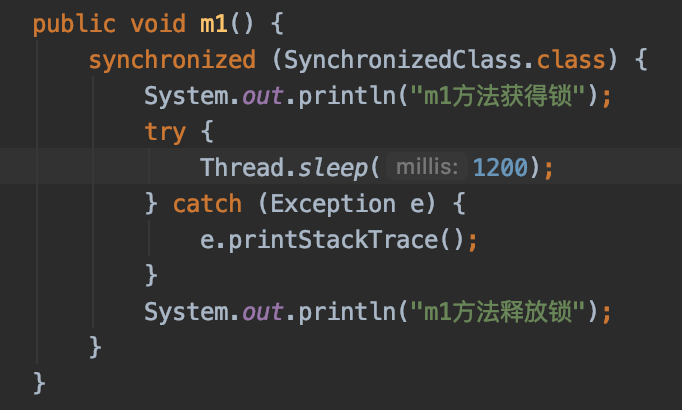 public void m1() {
synchronized (SynchronizedClass.class) {
System.out.println("m1方法获得锁");
try {
Thread.sleep( millis: 1200);
} catch (Exception e) {
e.printStackTrace();
}
System.out.println("m1方法释放锁");
}
}